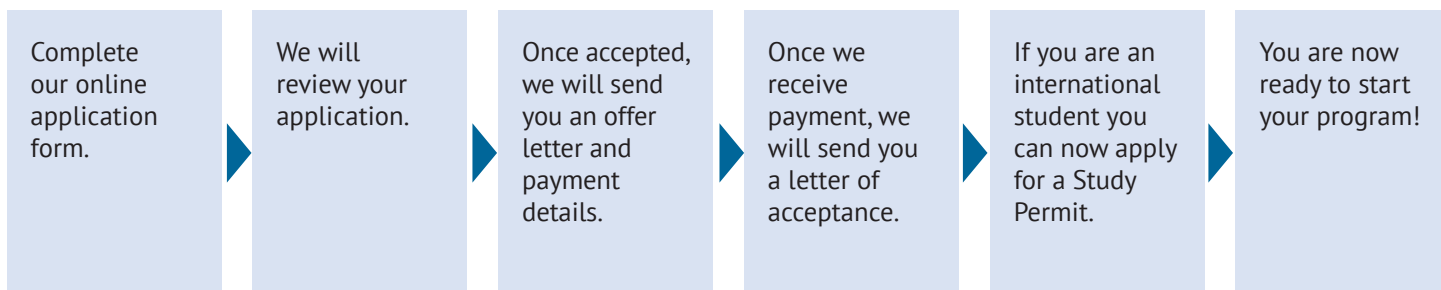 Complete
our online
application
form.
We will
review your
application.
Once accepted,
we will send
you an offer
letter and
payment
details.
Once we
receive
payment, we
will send you
a letter of
acceptance.
If you are an
international
student you
can now apply
for a Study
Permit.
You are now
ready to start
your program!